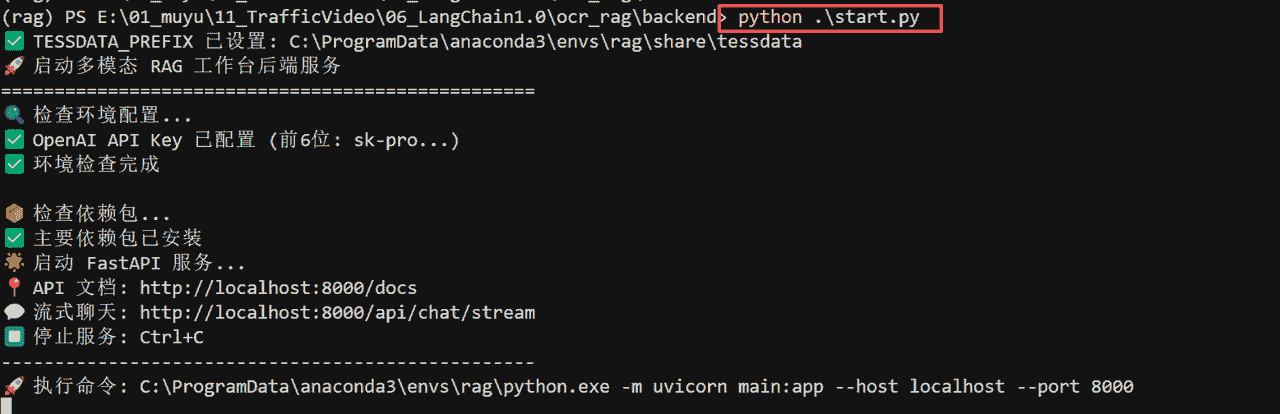 (rag) PS E:\01_muyu\11_TrafficVideo\06_LangChain1.0\ocr_rag\backend> python .\start.py
✅ TESSDATA_PREFIX 已设置: C:\ProgramData\anaconda3\envs\rag\share\tessdata
🚀 启动多模态 RAG 工作台后端服务
==================================================
🔍 检查环境配置...
✅ OpenAI API Key 已配置 (前6位: sk-pro...)
✅ 环境检查完成
📦 检查依赖包...
✅ 主要依赖包已安装
🌟 启动 FastAPI 服务...
📍 API 文档: http://localhost:8000/docs
💬 流式聊天: http://localhost:8000/api/chat/stream
⏹️ 停止服务: Ctrl+C
--------------------------------------------------
🚀 执行命令: C:\ProgramData\anaconda3\envs\rag\python.exe -m uvicorn main:app --host localhost --port 8000